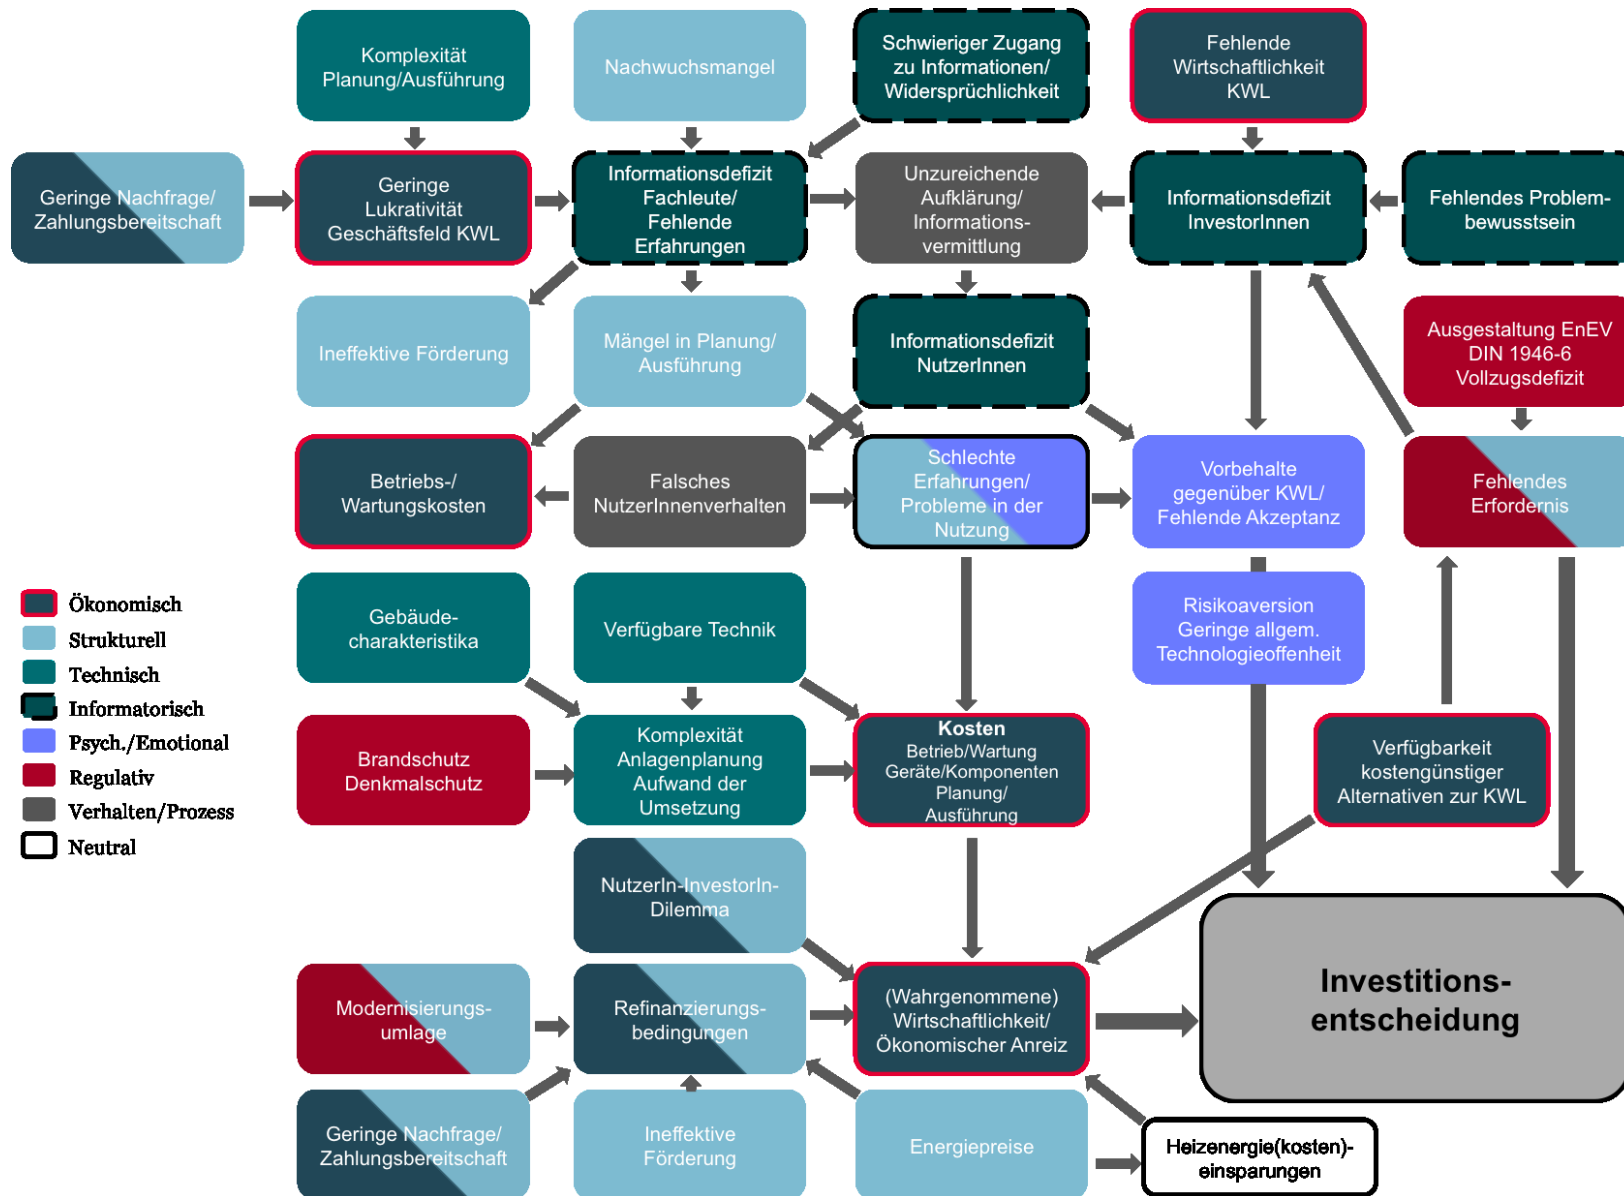 Komplexität
Planung/Ausführung
Nachwuchsmangel
Schwieriger Zugang
zu Informationen/
Widersprüchlichkeit
Fehlende
Wirtschaftlichkeit
KWL
Geringe Nachfrage/
Zahlungsbereitschaft
Geringe
Lukrativität
Geschäftsfeld KWL
Informationsdefizit
Fachleute/
Fehlende
Erfahrungen
Unzureichende
Aufklärung/
Informations-
vermittlung
Informationsdefizit
InvestorInnen
Fehlendes Problem-
bewusstsein
Ineffektive Förderung
Mängel in Planung/
Ausführung
Informationsdefizit
NutzerInnen
Ausgestaltung EnEV
DIN 1946-6
Vollzugsdefizit
Betriebs-/
Wartungskosten
Falsches
NutzerInnenverhalten
Schlechte
Erfahrungen/
Probleme in der
Nutzung
Vorbehalte
gegenüber KWL/
Fehlende Akzeptanz
Fehlendes
Erfordernis
Ökonomisch
Strukturell
Technisch
Informatorisch
Psych./Emotional
Regulativ
Verhalten/Prozess
Neutral
Gebäude-
charakteristika
Verfügbare Technik
Risikoaversion
Geringe allgem.
Technologieoffenheit
Brandschutz
Denkmalschutz
Komplexität
Anlagenplanung
Aufwand der
Umsetzung
Kosten
Betrieb/Wartung
Geräte/Komponenten
Planung/
Ausführung
Verfügbarkeit
kostengünstiger
Alternativen zur KWL
NutzerIn-InvestorIn-
Dilemma
Modernisierungs-
umlage
Refinanzierungs-
bedingungen
(Wahrgenommene)
Wirtschaftlichkeit/
Ökonomischer Anreiz
Investitions-
entscheidung
Geringe Nachfrage/
Zahlungsbereitschaft
Ineffektive
Förderung
Energiepreise
Heizenergie(kosten)-
einsparungen